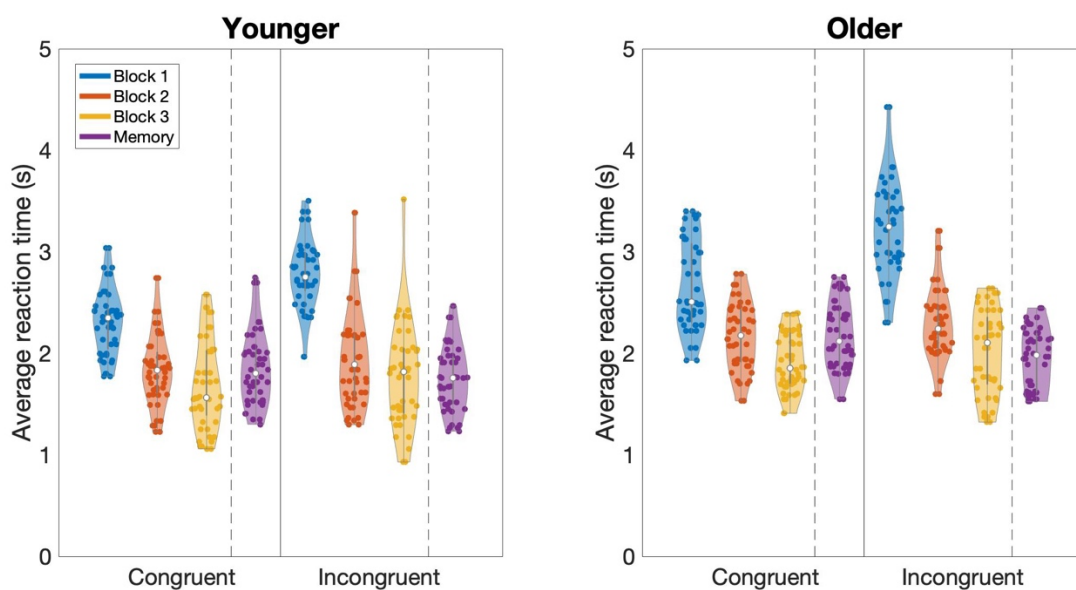 Younger
Average reaction time (s)
5
4
3
2
1
0
Block 1
Block 2
Block 3
Memory
Congruent
Incongruent
Older
Average reaction time (s)
5
4
3
2
1
0
Congruent
Incongruent